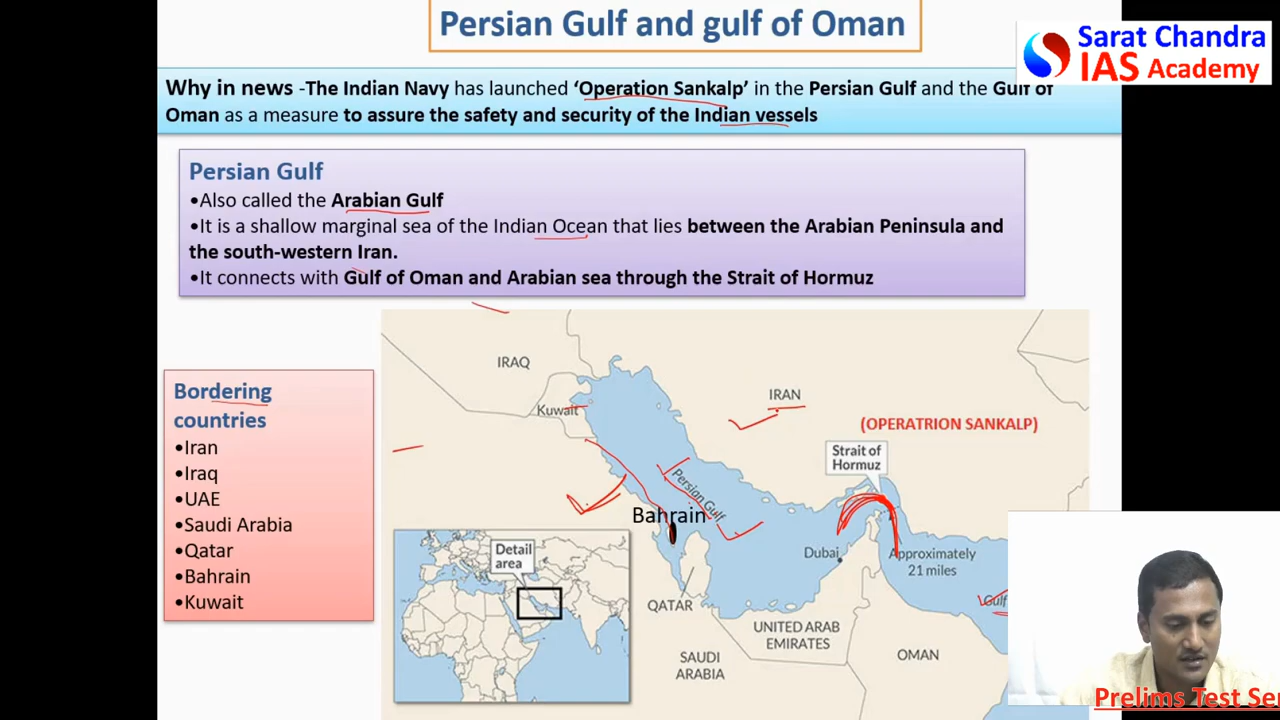 Persian Gulf and gulf of Oman
Sarat Chandra
IAS Academy
Why in news -The Indian Navy has launched ‘Operation Sankalp’ in the Persian Gulf and the Gulf of
Oman as a measure to assure the safety and security of the Indian vessels
Persian Gulf
•Also called the Arabian Gulf
•It is a shallow marginal sea of the Indian Ocean that lies between the Arabian Peninsula and
the south-western Iran.
•It connects with Gulf of Oman and Arabian sea through the Strait of Hormuz
Bordering
countries
•Iran
•Iraq
•UAE
•Saudi Arabia
•Qatar
•Bahrain
•Kuwait
IRAQ
IRAN
Kuwait
(OPERATRION SANKALP)
Strait of
Hormuz
Persian Gulf
Bahrain
Detail
area
Dubai
Approximately
21 miles
QATAR
Gulf
UNITED ARAB
EMIRATES
SAUDI
ARABIA
OMAN
Prelims Test Se